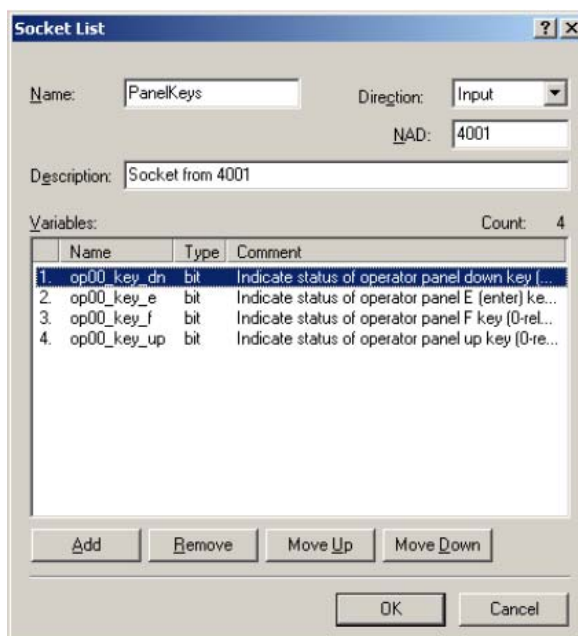 Socket List
Name: PanelKeys Direction: Input
NAD: 4001
Description: Socket from 4001
Variables: Count: 4
Name Type Comment
1. op00_key_dn bit Indicate status of operator panel down key (...
2. op00_key_e bit Indicate status of operator panel E (enter) ke...
3. op00_key_f bit Indicate status of operator panel F key (0-rel...
4. op00_key_up bit Indicate status of operator panel up key (0-re...
Add Remove Move Up Move Down
OK Cancel